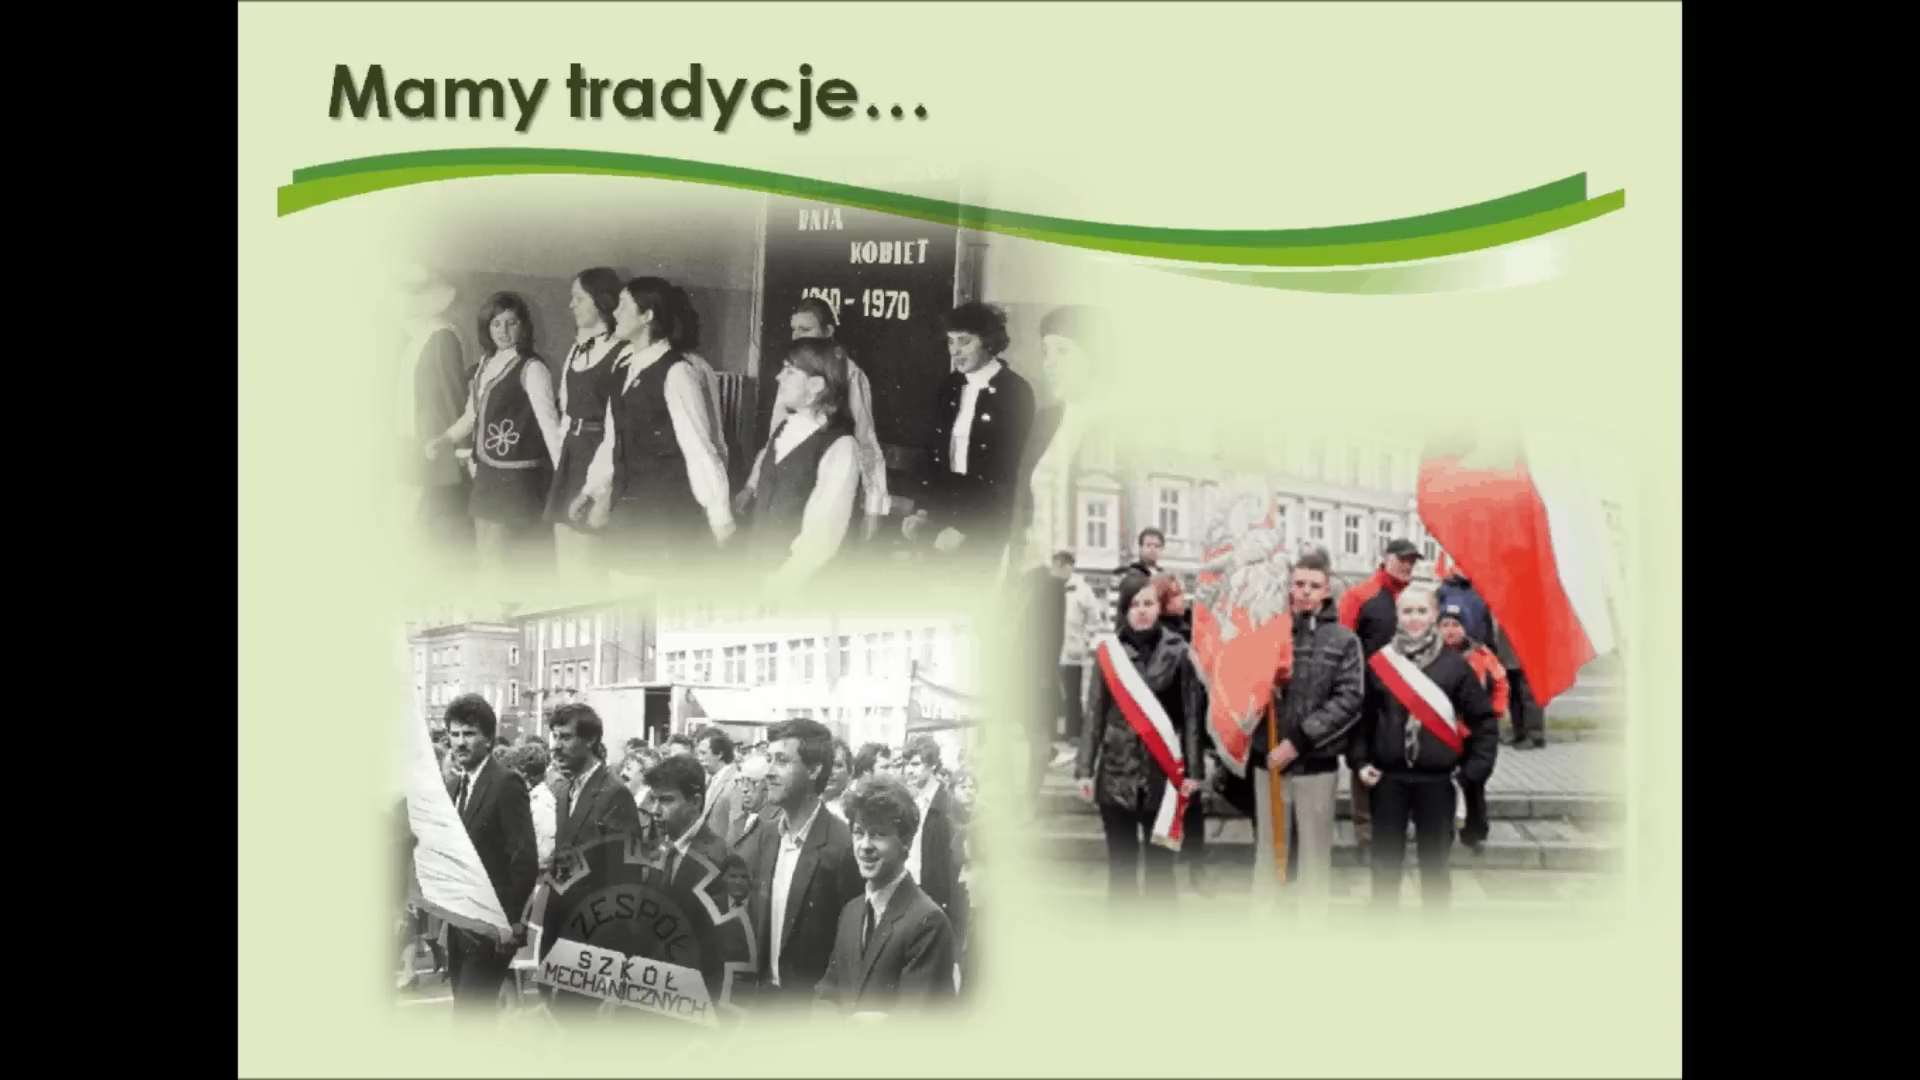 Mamy tradycje...
DNIA
KOBIET
- 1970
ZESPÓŁ
SZKÓŁ
MECHANICZNYCH